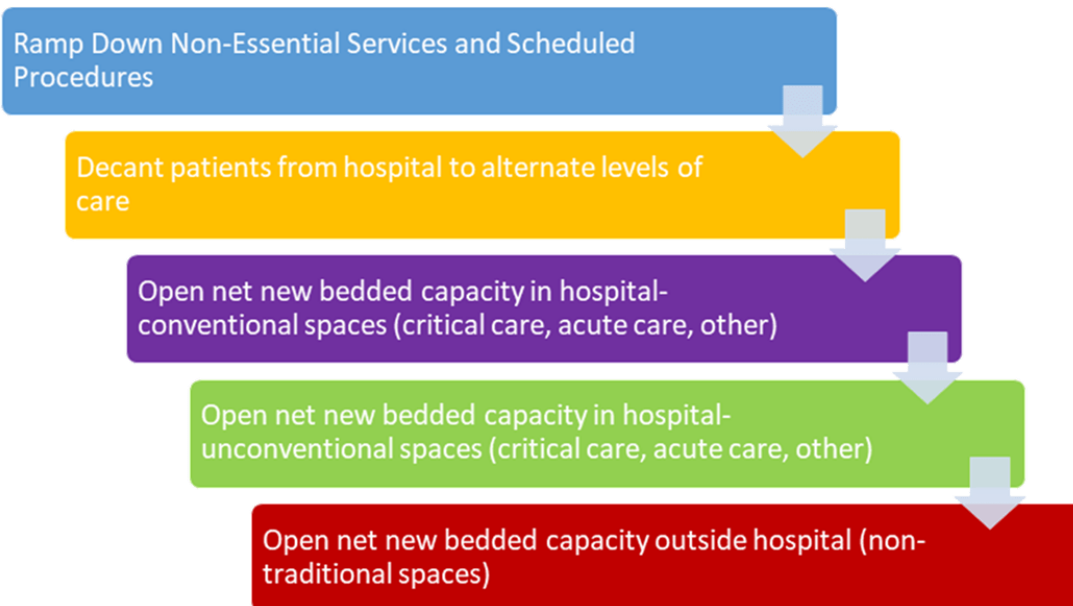 Ramp Down Non-Essential Services and Scheduled
Procedures
Decant patients from hospital to alternate levels of
care
Open net new bedded capacity in hospital-
conventional spaces (critical care, acute care, other)
Open net new bedded capacity in hospital-
unconventional spaces (critical care, acute care, other)
Open net new bedded capacity outside hospital (non-
traditional spaces)